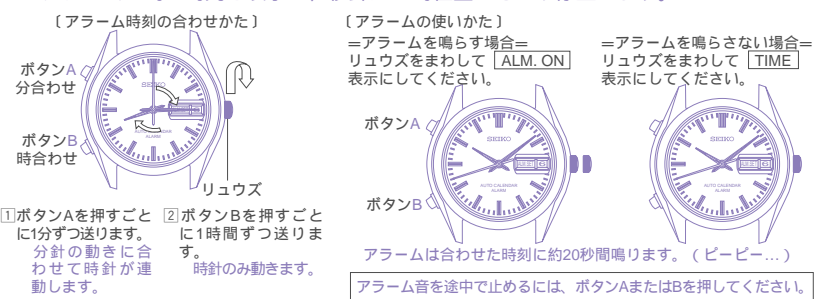 〔アラーム時刻の合わせかた〕
ボタンA
分合わせ
ボタンB
時合わせ
SEIKO
AUTO CALENDAR
ALARM
リュウズ
1 ボタンAを押すごと
に1分ずつ送ります。
分針の動きに合
わせて時針が連
動します。
2 ボタンBを押すごと
に1時間ずつ送りま
す。
時針のみ動きます。
〔アラームの使いかた〕
=アラームを鳴らす場合=
リュウズをまわして ALM. ON
表示にしてください。
ボタンA
ボタンB
SEIKO
AUTO CALENDAR
ALARM
=アラームを鳴らさない場合=
リュウズをまわして TIME
表示にしてください。
SEIKO
AUTO CALENDAR
ALARM
アラームは合わせた時刻に約20秒間鳴ります。(ピーピー…)
アラーム音を途中で止めるには、ボタンAまたはBを押してください。